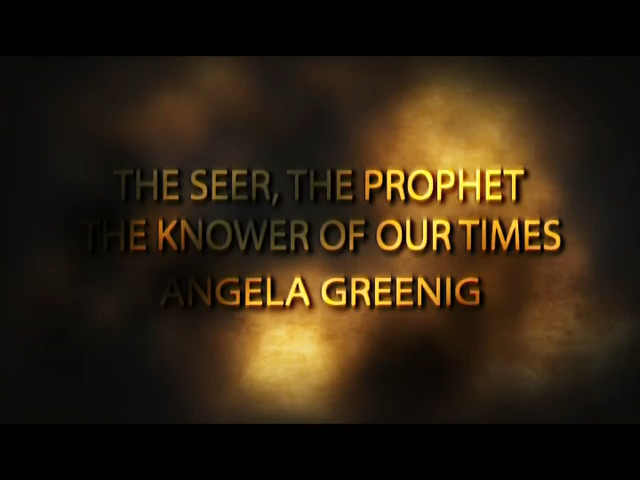 THE SEER, THE PROPHET
THE KNOWER OF OUR TIMES
ANGELA GREENIG